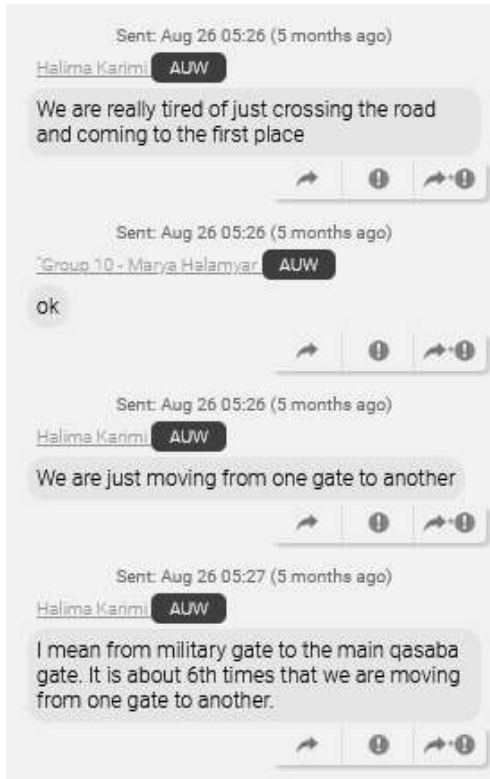 Sent: Aug 26 05:26 (5 months ago)
Halima Karimi AUW
We are really tired of just crossing the road
and coming to the first place
Sent: Aug 26 05:26 (5 months ago)
"Group 10 - Marya Halamyar AUW
ok
Sent: Aug 26 05:26 (5 months ago)
Halima Karimi AUW
We are just moving from one gate to another
Sent: Aug 26 05:27 (5 months ago)
Halima Karimi AUW
I mean from military gate to the main qasaba
gate. It is about 6th times that we are moving
from one gate to another.